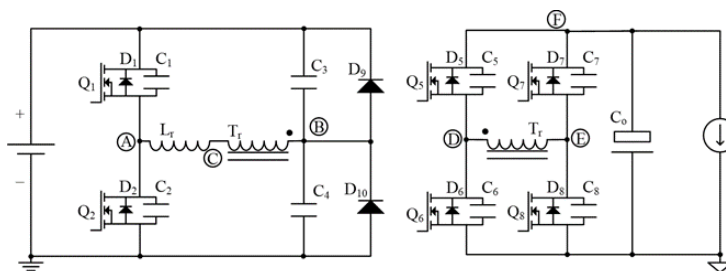 F
D₁ C₁ C₃ D₉ D₅ C₅ D₇ C₇
Q₁ Q₅ Q₇
+
Lᵣ Tᵣ B Cₒ
A C D Tᵣ E
−
D₂ C₂ C₄ D₁₀ D₆ C₆ D₈ C₈
Q₂ Q₆ Q₈